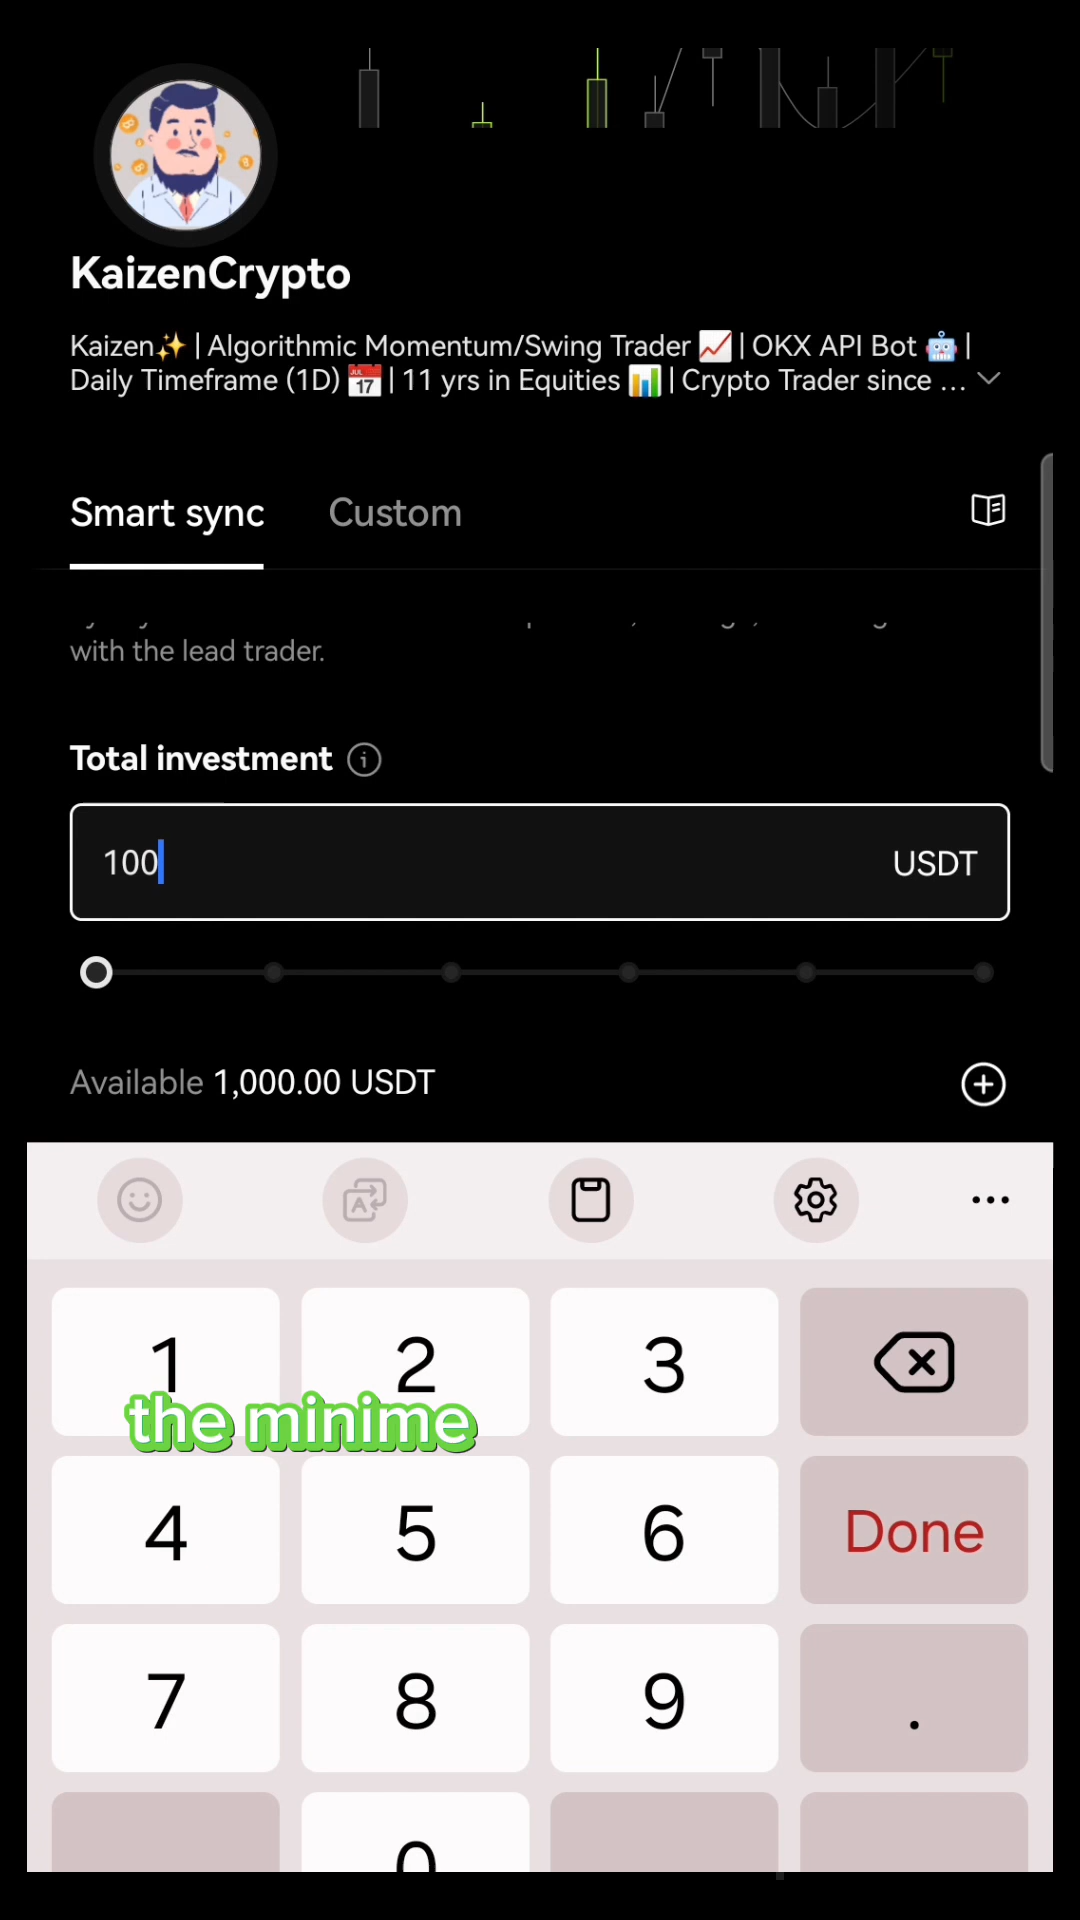 KaizenCrypto
Kaizen✨ | Algorithmic Momentum/Swing Trader 📈 | OKX API Bot 🤖 |
Daily Timeframe (1D) 📅 | 11 yrs in Equities 📊 | Crypto Trader since ...
Smart sync
Custom
with the lead trader.
Total investment
100
USDT
Available 1,000.00 USDT
1 2 3
the minime
4 5 6 Done
7 8 9 .
0